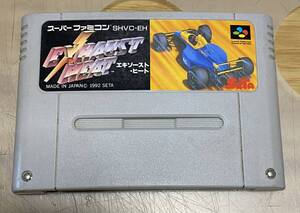 スーパーファミコン SHVC-EH
EXHAUST HEAT
エキゾースト
・ヒート
MADE IN JAPAN © 1992 SETA
SETA